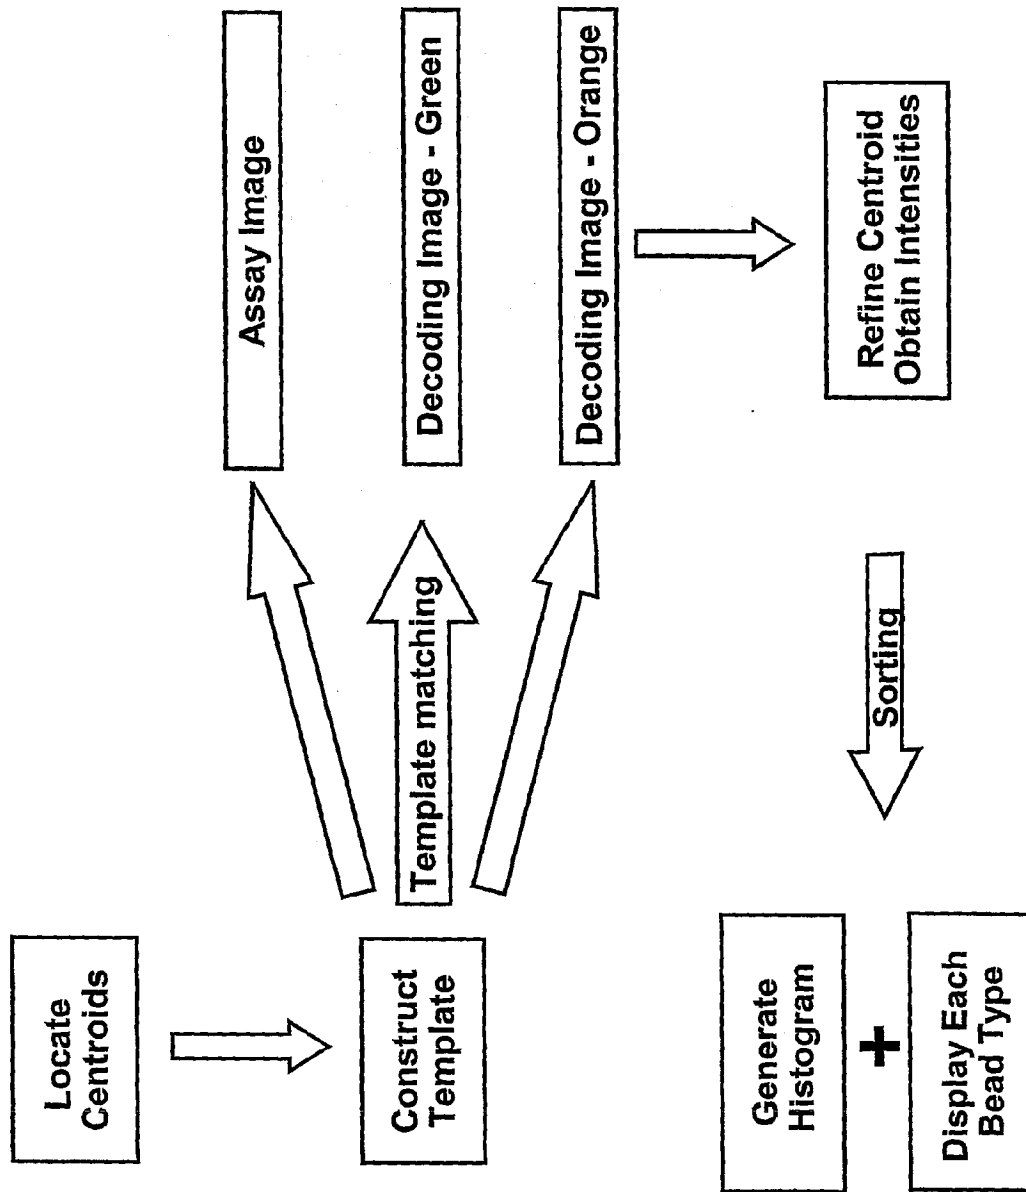 Locate
Centroids
Construct
Template
Template matching
Assay Image
Decoding Image - Green
Decoding Image - Orange
Refine Centroid
Obtain Intensities
Sorting
Generate
Histogram
+
Display Each
Bead Type